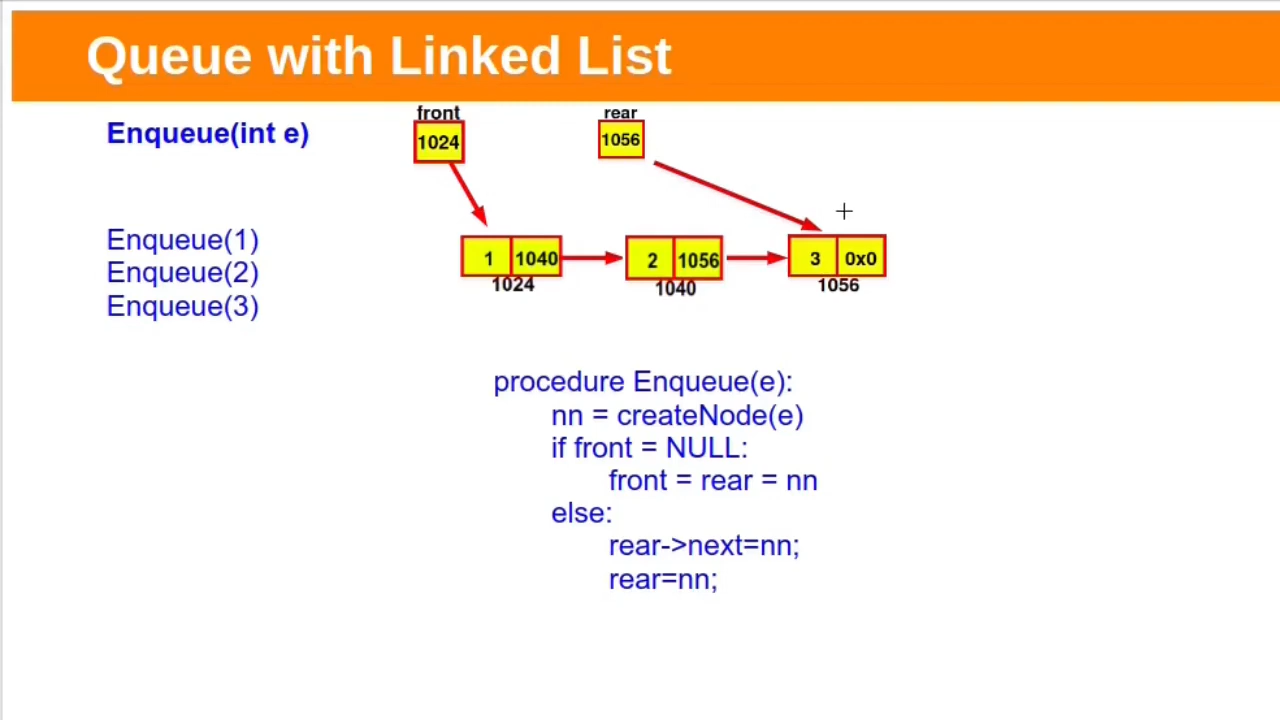 Queue with Linked List
front
rear
Enqueue(int e)
1024
1056
Enqueue(1)
Enqueue(2)
Enqueue(3)
1 1040
2 1056
3 0x0
1024
1040
1056
procedure Enqueue(e):
nn = createNode(e)
if front = NULL:
front = rear = nn
else:
rear->next=nn;
rear=nn;